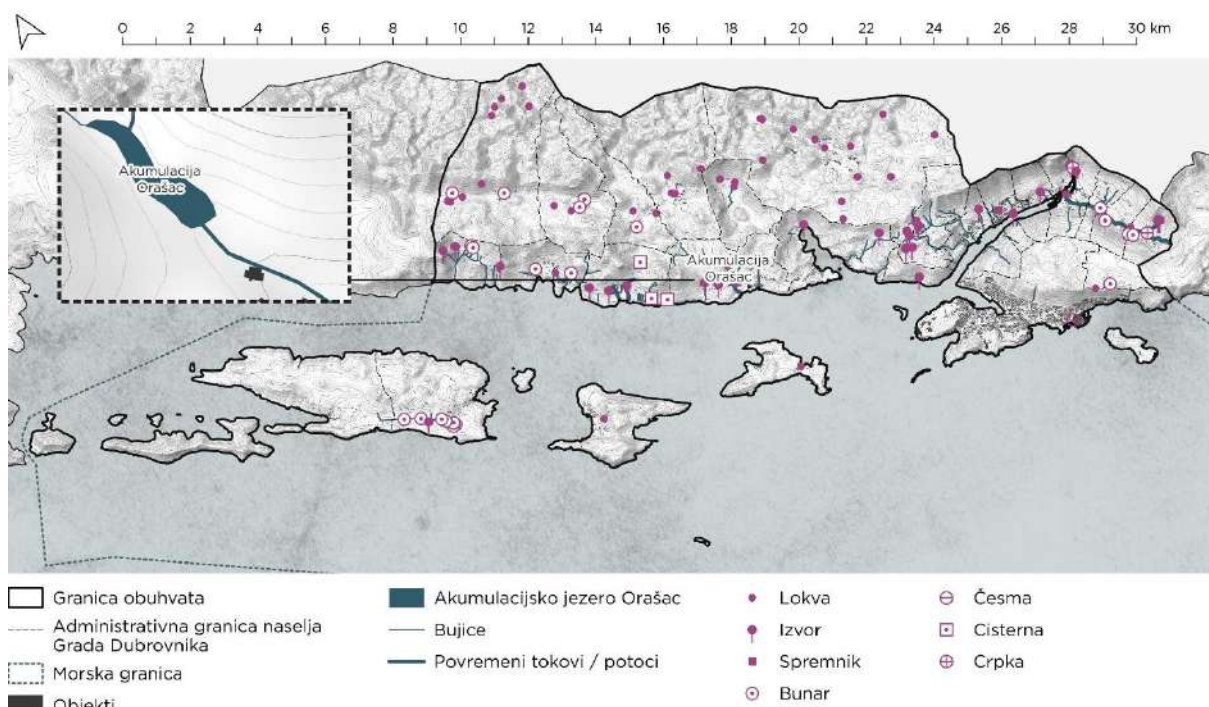 0 2 4 6 8 10 12 14 16 18 20 22 24 26 28 30 km
Akumulacija
Orašac
Akumulacija
Orašac
Granica obuhvata
Administrativna granica naselja
Grada Dubrovnika
Morska granica
Objekti
Akumulacijsko jezero Orašac
Bujice
Povremeni tokovi / potoci
Lokva
Izvor
Spremnik
Bunar
Česma
Cisterna
Crpka